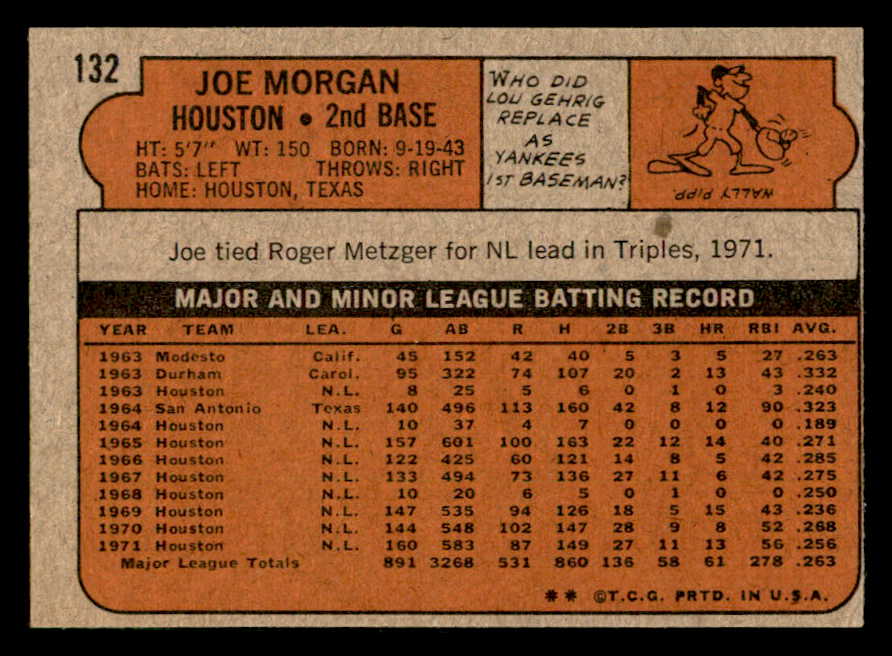 132
JOE MORGAN
HOUSTON • 2nd BASE
HT: 5'7" WT: 150 BORN: 9-19-43
BATS: LEFT THROWS: RIGHT
HOME: HOUSTON, TEXAS
WHO DID
LOU GEHRIG
REPLACE
AS
YANKEES
1ST BASEMAN?
WALLY PIPP.
Joe tied Roger Metzger for NL lead in Triples, 1971.
MAJOR AND MINOR LEAGUE BATTING RECORD
YEAR TEAM LEA. G AB R H 2B 3B HR RBI AVG.
1963 Modesto Calif. 45 152 42 40 5 3 5 27 .263
1963 Durham Carol. 95 322 74 107 20 2 13 43 .332
1963 Houston N.L. 8 25 5 6 0 1 0 3 .240
1964 San Antonio Texas 140 496 113 160 42 8 12 90 .323
1964 Houston N.L. 10 37 4 7 0 0 0 0 .189
1965 Houston N.L. 157 601 100 163 22 12 14 40 .271
1966 Houston N.L. 122 425 60 121 14 8 5 42 .285
1967 Houston N.L. 133 494 73 136 27 11 6 42 .275
1968 Houston N.L. 10 20 6 5 0 1 0 0 .250
1969 Houston N.L. 147 535 94 126 18 5 15 43 .236
1970 Houston N.L. 144 548 102 147 28 9 8 52 .268
1971 Houston N.L. 160 583 87 149 27 11 13 56 .256
Major League Totals 891 3268 531 860 136 58 61 278 .263
** ©T.C.G. PRTD. IN U.S.A.